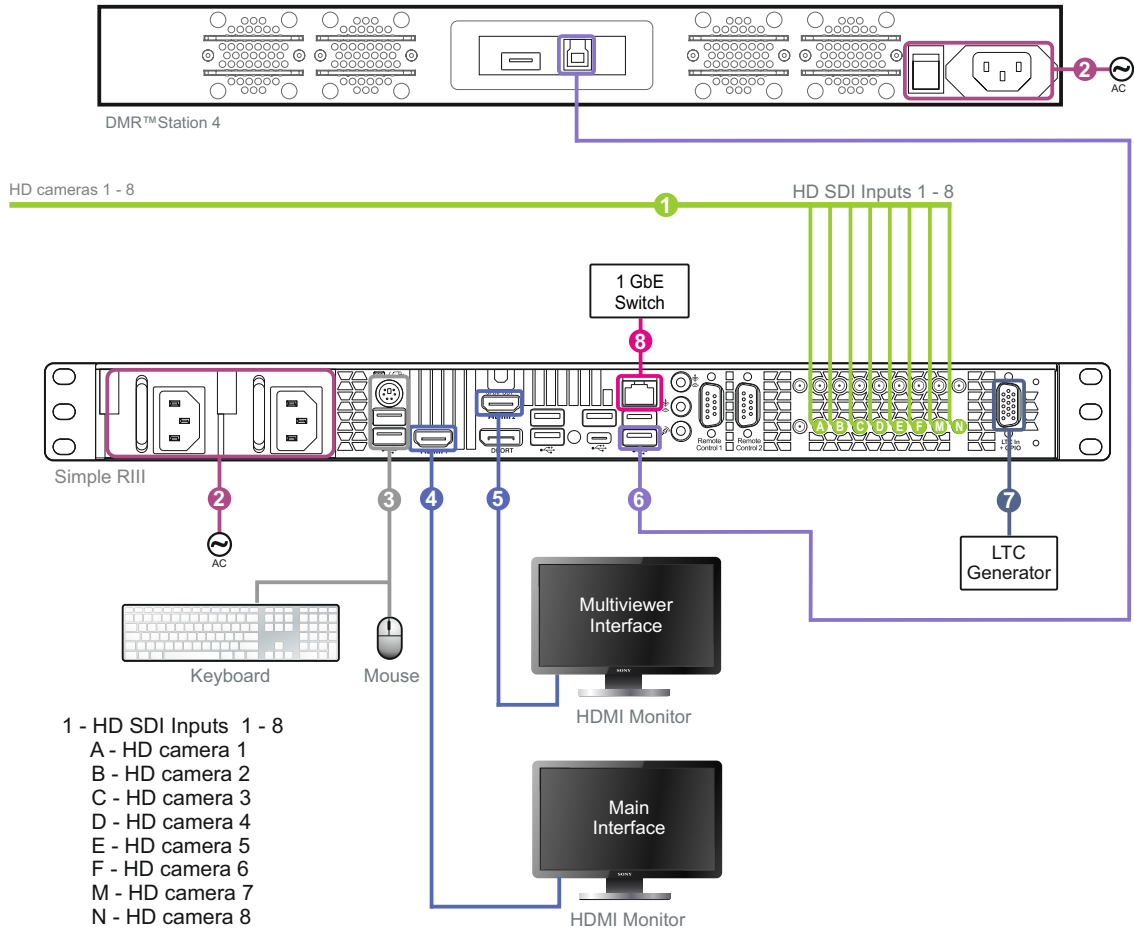 2
AC
DMR™Station 4
HD cameras 1 - 8
HD SDI Inputs 1 - 8
1
1 GbE
Switch
8
Remote
Control 1
Remote
Control 2
A B C D E F M N
LTC In
+ GPIO
Simple RIII
2
3
4
5
6
7
AC
LTC
Generator
Multiviewer
Interface
SONY
Keyboard
Mouse
HDMI Monitor
1 - HD SDI Inputs 1 - 8
A - HD camera 1
B - HD camera 2
C - HD camera 3
D - HD camera 4
E - HD camera 5
F - HD camera 6
M - HD camera 7
N - HD camera 8
Main
Interface
SONY
HDMI Monitor